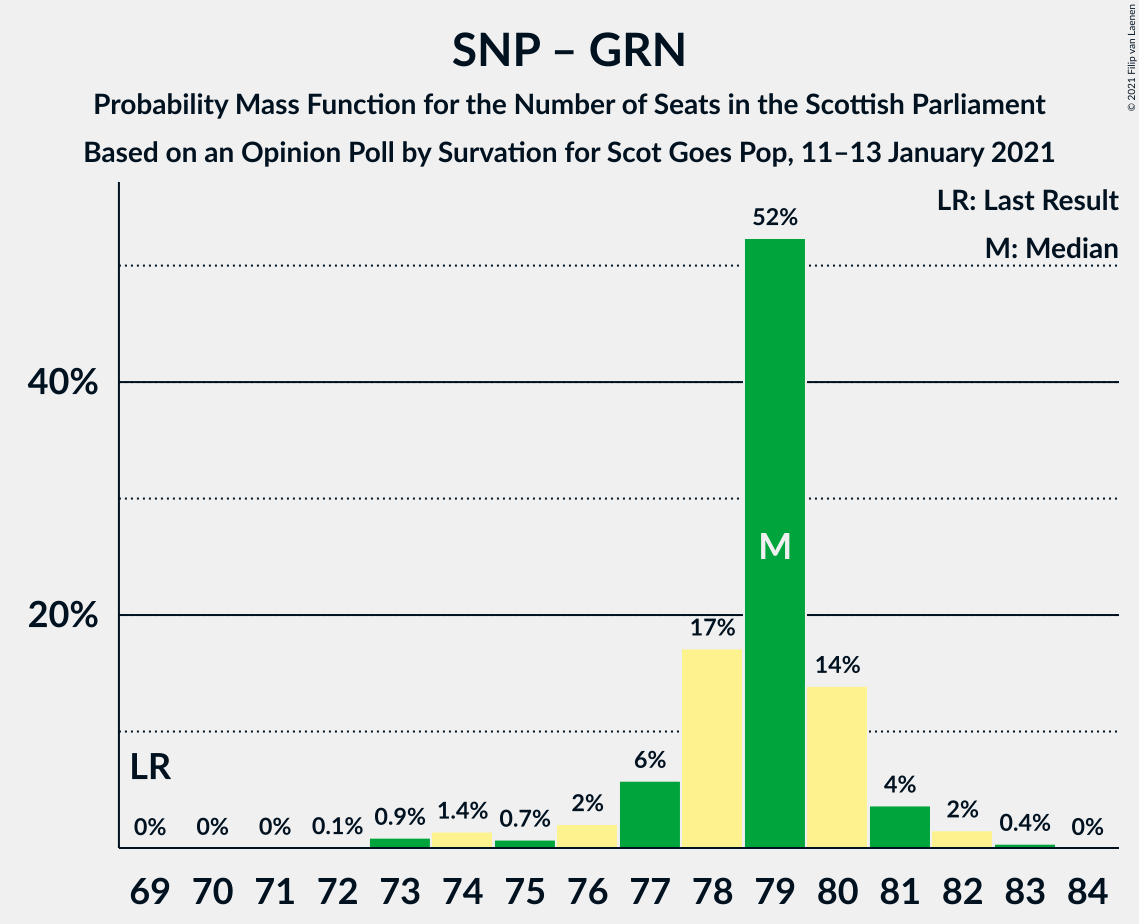 SNP – GRN
Probability Mass Function for the Number of Seats in the Scottish Parliament
Based on an Opinion Poll by Survation for Scot Goes Pop, 11–13 January 2021
© 2021 Filip van Laenen
LR: Last Result
M: Median
52%
40%
M
20%
17%
14%
LR
6%
4%
2%
2%
0% 0% 0% 0.1% 0.9% 1.4% 0.7% 0.4% 0%
69 70 71 72 73 74 75 76 77 78 79 80 81 82 83 84